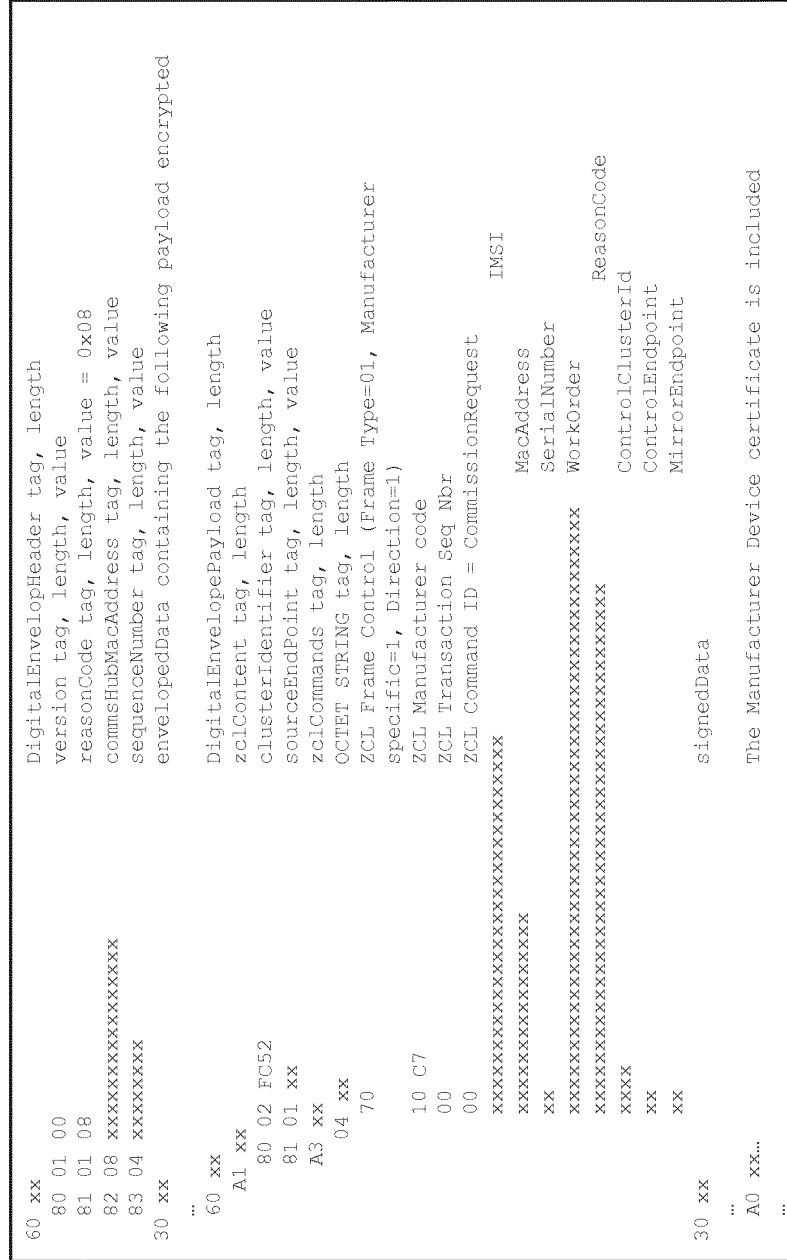 60 xx DigitalEnvelopHeader tag, length
80 01 00 version tag, length, value
81 01 08 reasonCode tag, length, value = 0x08
82 08 xxxxxxxxxxxxxxxx commsHubMacAddress tag, length, value
83 04 xxxxxxxx sequenceNumber tag, length, value
30 xx envelopedData containing the following payload encrypted
…
60 xx DigitalEnvelopePayload tag, length
A1 xx zclContent tag, length
80 02 FC52 clusterIdentifier tag, length, value
81 01 xx sourceEndPoint tag, length, value
A3 xx zclCommands tag, length
04 xx OCTET STRING tag, length
70 ZCL Frame Control (Frame Type=01, Manufacturer
specific=1, Direction=1)
10 C7 ZCL Manufacturer code
00 ZCL Transaction Seq Nbr
00 ZCL Command ID = CommissionRequest
xxxxxxxxxxxxxxxxxxxxxxxxxxxxxx IMSI
xxxxxxxxxxxxxxxx MacAddress
xx SerialNumber
xxxxxxxxxxxxxxxxxxxxxxxxxxxxxxxxxxxxxxxxxxxxxxxx WorkOrder
xxxxxxxxxxxxxxxxxxxxxxxxxxxxxxxxxxxxxxxxxx ReasonCode
xxxx ControlClusterId
xx ControlEndpoint
xx MirrorEndpoint
30 xx signedData
…
A0 xx… The Manufacturer Device certificate is included
…